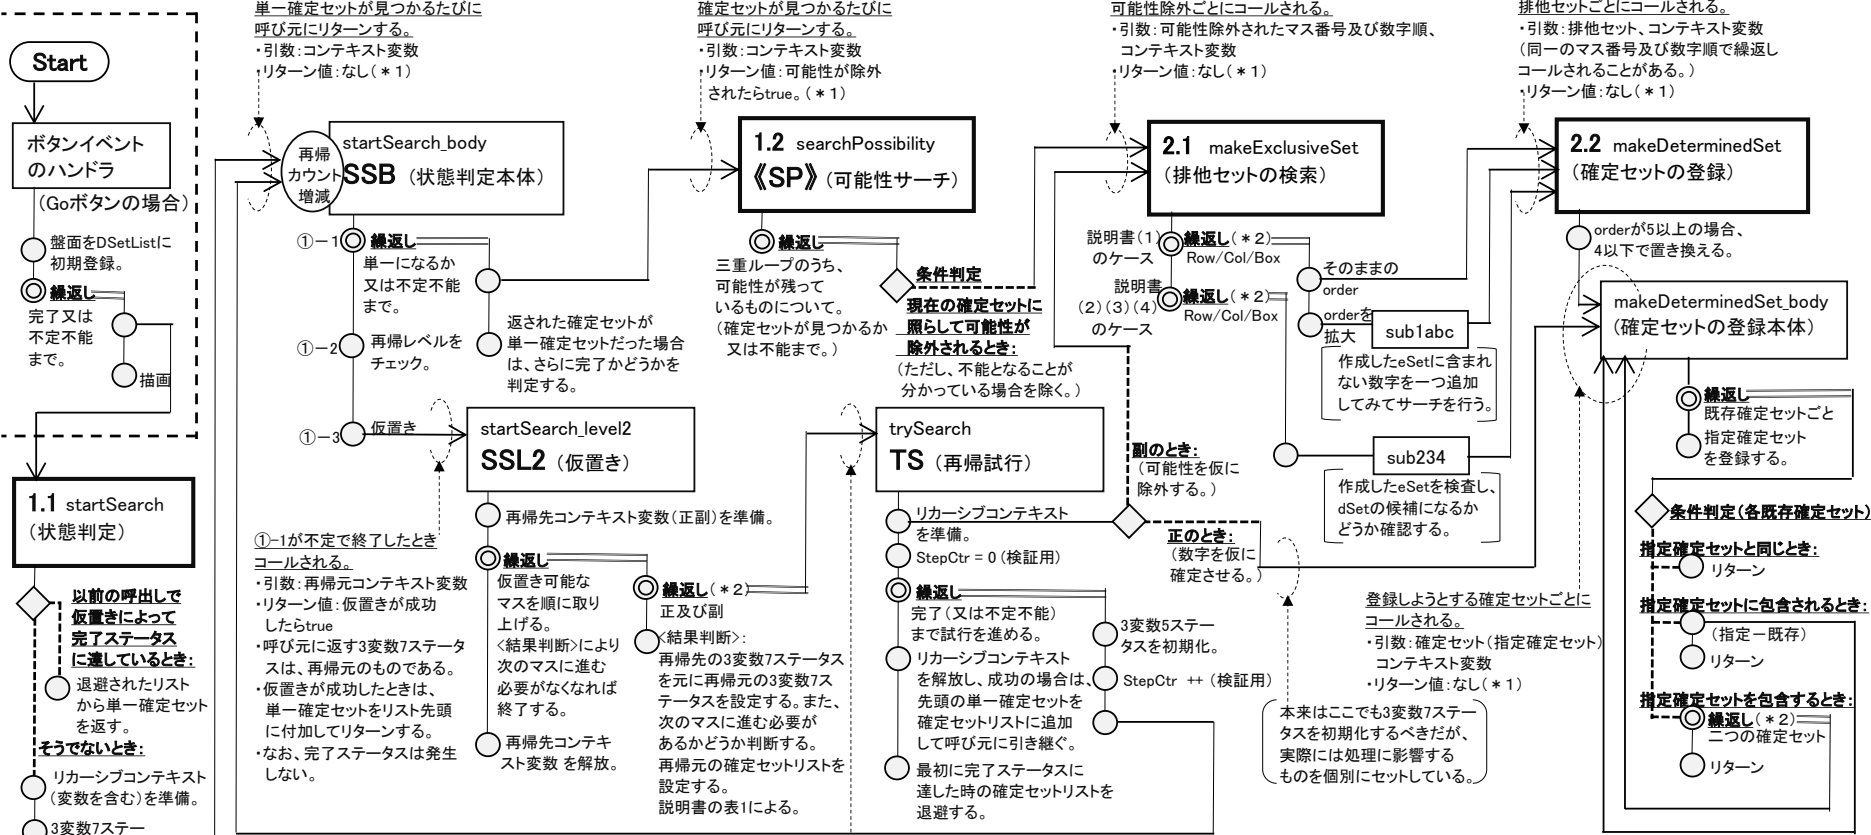 Start
ボタンイベント
のハンドラ
(Goボタンの場合)
盤面をDSetListに
初期登録。
繰返し
完了又は
不定不能
まで。
描画
1.1 startSearch
(状態判定)
以前の呼出しで
仮置きによって
完了ステータス
に達しているとき:
退避されたリスト
から単一確定セット
を返す。
そうでないとき:
リカーシブコンテキスト
(変数を含む)を準備。
3変数7ステー
単一確定セットが見つかるたびに
呼び元にリターンする。
・引数:コンテキスト変数
・リターン値:なし(*1)
再帰
カウント
増減
startSearch_body
SSB (状態判定本体)
①-1
繰返し
単一になるか
又は不定不能
まで。
①-2
再帰レベルを
チェック。
返された確定セットが
単一確定セットだった場合
は、さらに完了かどうかを
判定する。
①-3
仮置き
startSearch_level2
SSL2 (仮置き)
①-1が不定で終了したとき
コールされる。
・引数:再帰元コンテキスト変数
・リターン値:仮置きが成功
したらtrue
・呼び元に返す3変数7ステータ
スは、再帰元のものである。
・仮置きが成功したときは、
単一確定セットをリスト先頭
に付加してリターンする。
・なお、完了ステータスは発生
しない。
再帰先コンテキスト変数(正副)を準備。
繰返し
仮置き可能な
マスを順に取り
上げる。
<結果判断>により
次のマスに進む
必要がなくなれば
終了する。
再帰先コンテキ
スト変数 を解放。
繰返し(*2)
正及び副
<結果判断>:
再帰先の3変数7ステータス
を元に再帰元の3変数7ス
テータスを設定する。また、
次のマスに進む必要が
あるかどうか判断する。
再帰元の確定セットリストを
設定する。
説明書の表1による。
確定セットが見つかるたびに
呼び元にリターンする。
・引数:コンテキスト変数
・リターン値:可能性が除外
されたらtrue。(*1)
1.2 searchPossibility
《SP》(可能性サーチ)
繰返し
三重ループのうち、
可能性が残って
いるものについて。
(確定セットが見つかるか
又は不能まで。)
条件判定
現在の確定セットに
照らして可能性が
除外されるとき:
(ただし、不能となることが
分かっている場合を除く。)
trySearch
TS (再帰試行)
リカーシブコンテキスト
を準備。
StepCtr = 0 (検証用)
繰返し
完了(又は不定不能)
まで試行を進める。
リカーシブコンテキスト
を解放し、成功の場合は、
先頭の単一確定セットを
確定セットリストに追加
して呼び元に引き継ぐ。
最初に完了ステータスに
達した時の確定セットリストを
退避する。
3変数5ステー
タスを初期化。
StepCtr ++ (検証用)
副のとき:
(可能性を仮に
除外する。)
正のとき:
(数字を仮に
確定させる。)
本来はここでも3変数7ステー
タスを初期化するべきだが、
実際には処理に影響する
ものを個別にセットしている。
可能性除外ごとにコールされる。
・引数:可能性除外されたマス番号及び数字順、
コンテキスト変数
・リターン値:なし(*1)
2.1 makeExclusiveSet
(排他セットの検索)
説明書(1)
のケース
繰返し(*2)
Row/Col/Box
説明書
(2)(3)(4)
のケース
繰返し(*2)
Row/Col/Box
そのままの
order
orderを
拡大
sub1abc
作成したeSetに含まれ
ない数字を一つ追加
してみてサーチを行う。
sub234
作成したeSetを検査し、
dSetの候補になるか
どうか確認する。
排他セットごとにコールされる。
・引数:排他セット、コンテキスト変数
(同一のマス番号及び数字順で繰返し
コールされることがある。)
・リターン値:なし(*1)
2.2 makeDeterminedSet
(確定セットの登録)
orderが5以上の場合、
4以下で置き換える。
makeDeterminedSet_body
(確定セットの登録本体)
繰返し
既存確定セットごと
指定確定セット
を登録する。
登録しようとする確定セットごとに
コールされる。
・引数:確定セット(指定確定セット)
コンテキスト変数
・リターン値:なし(*1)
条件判定(各既存確定セット)
指定確定セットと同じとき:
リターン
指定確定セットに包含されるとき:
(指定-既存)
リターン
指定確定セットを包含するとき:
繰返し(*2)
二つの確定セット
リターン